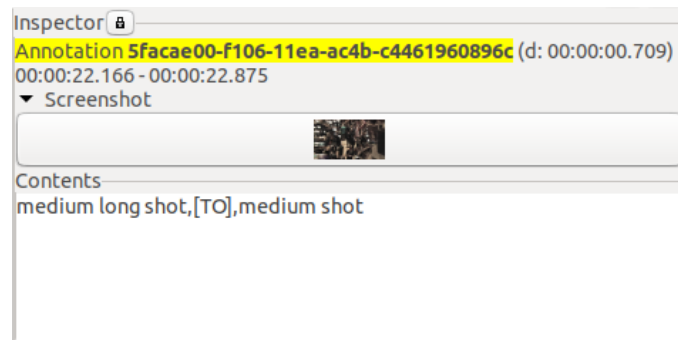 Inspector
Annotation 5facae00-f106-11ea-ac4b-c4461960896c (d: 00:00:00.709)
00:00:22.166 - 00:00:22.875
Screenshot
Contents
medium long shot,[TO],medium shot